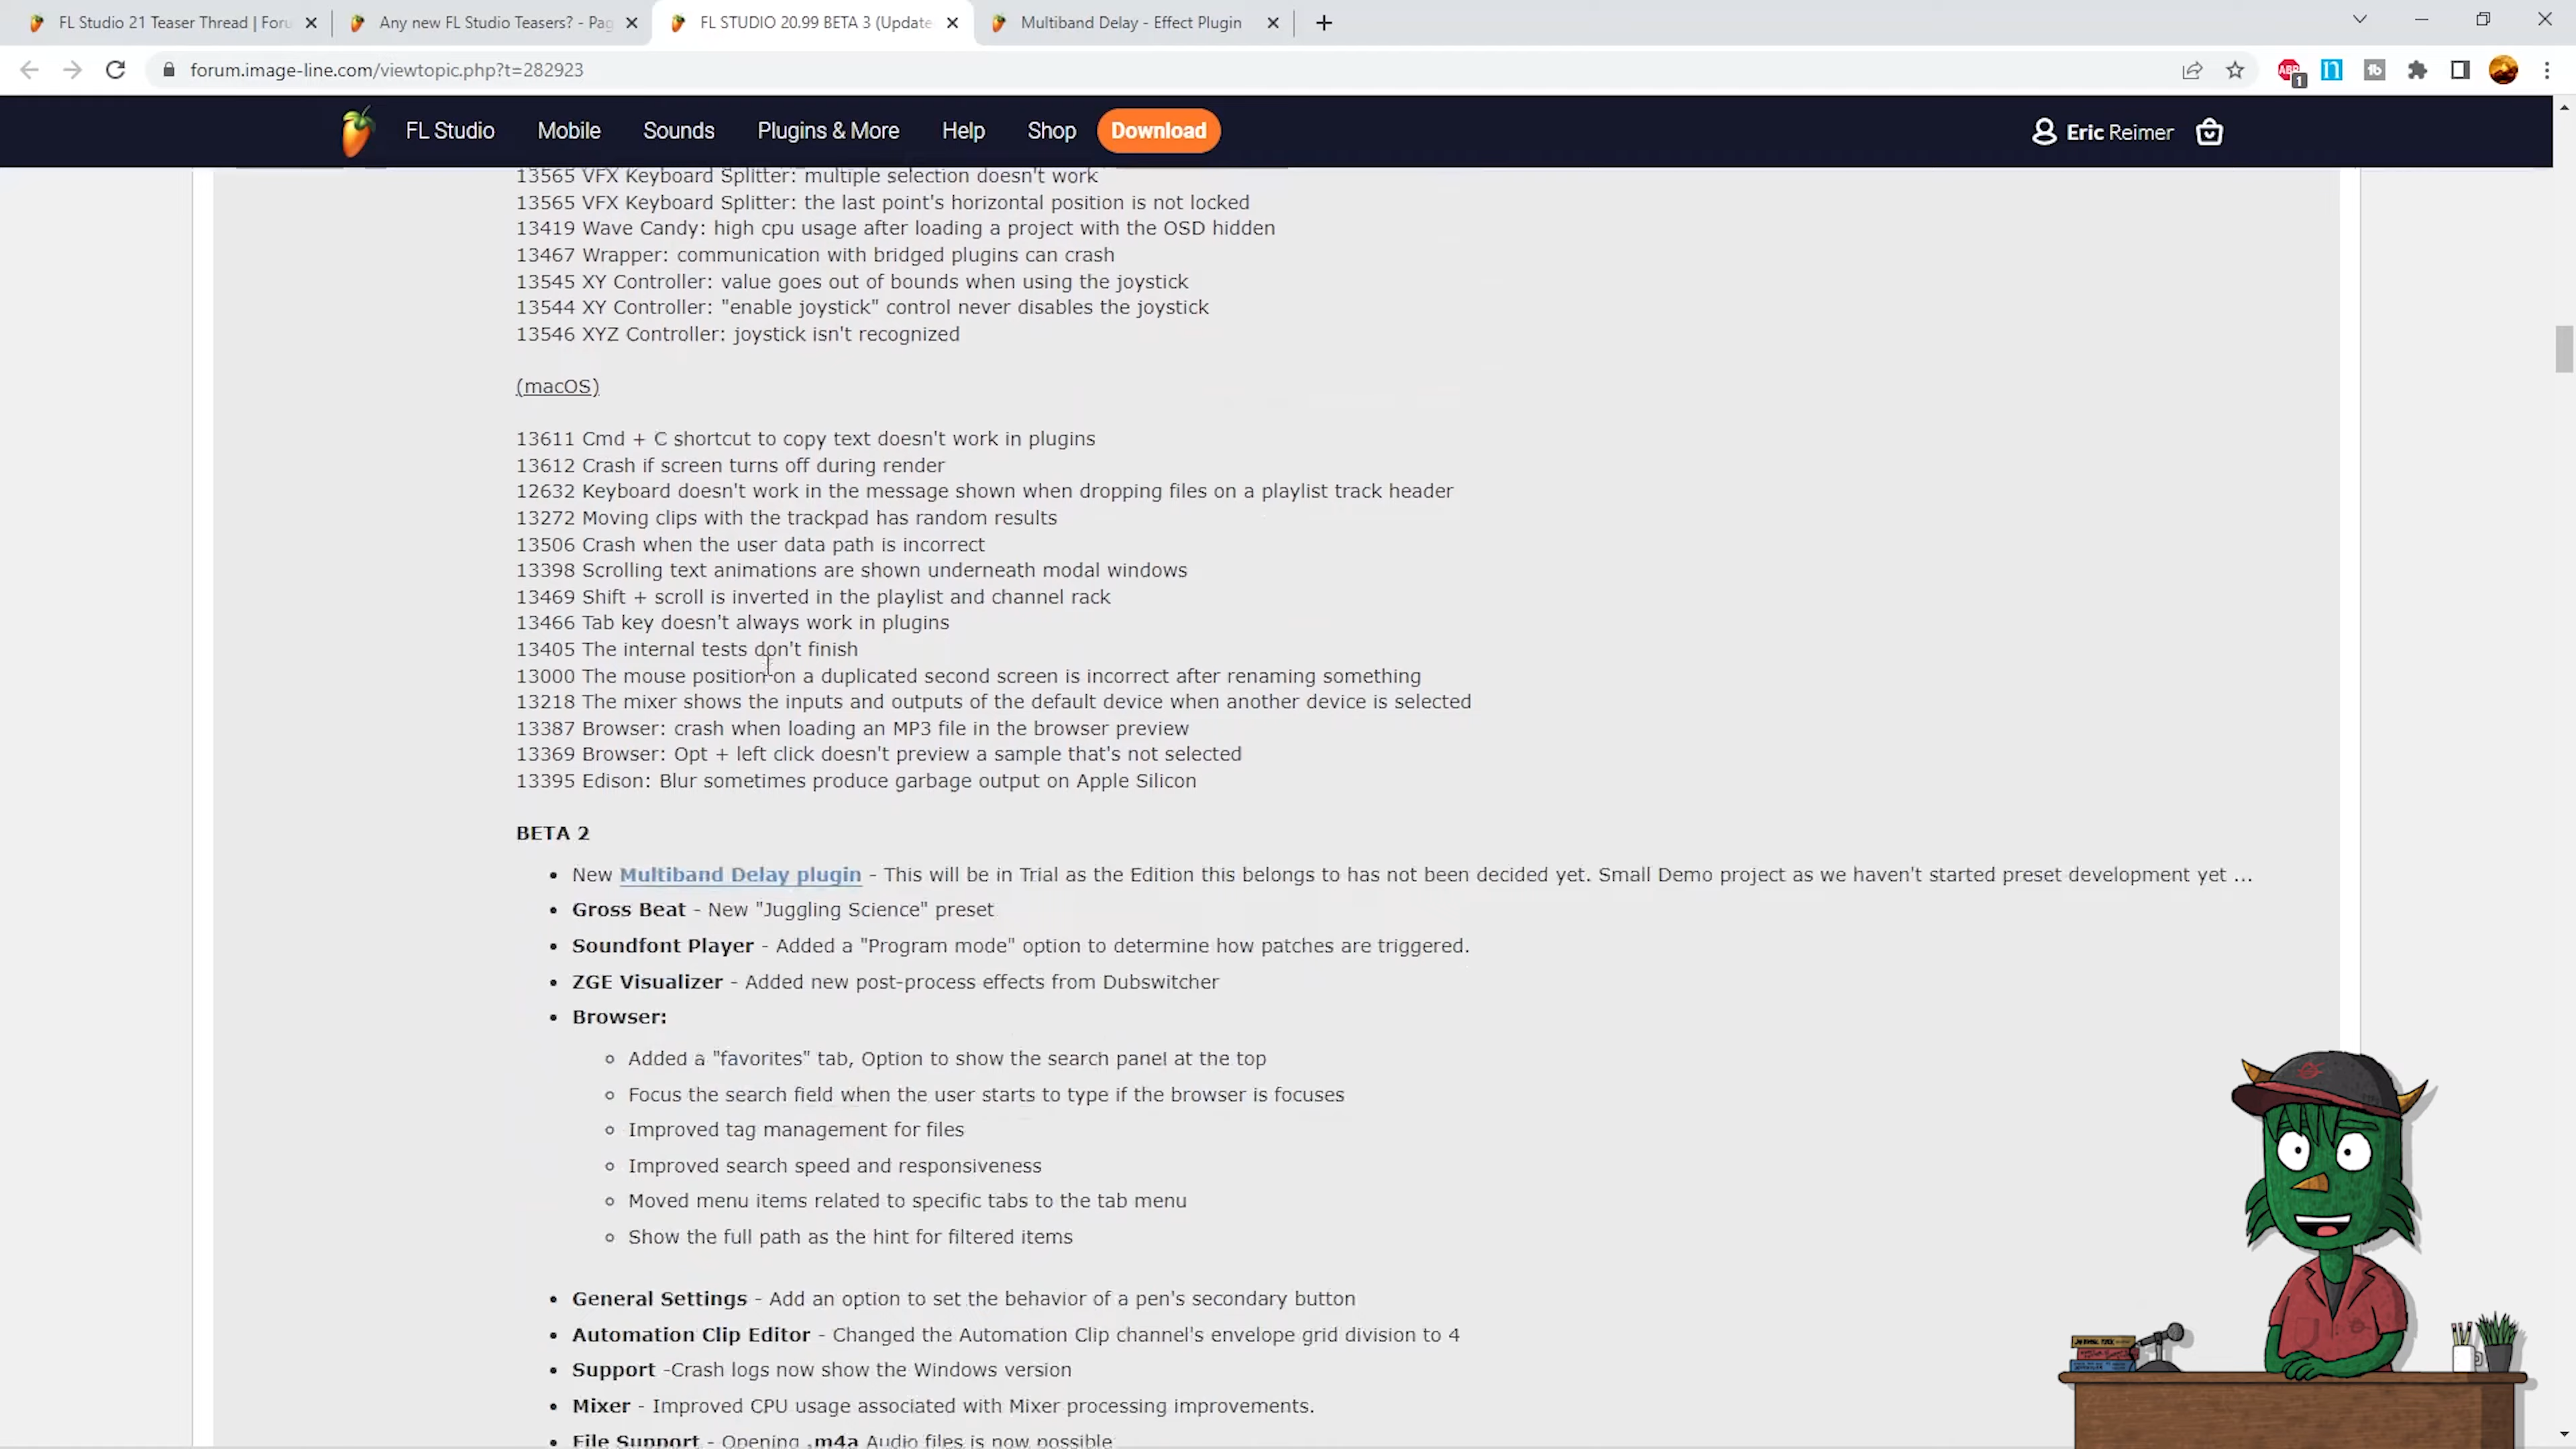 FL Studio 21 Teaser Thread | Foru
Any new FL Studio Teasers? - Pag
FL STUDIO 20.99 BETA 3 (Update
Multiband Delay - Effect Plugin
forum.image-line.com/viewtopic.php?t=282923
ABP
1
n
tb
FL Studio
Mobile
Sounds
Plugins & More
Help
Shop
Download
Eric Reimer
13565 VFX Keyboard Splitter: multiple selection doesn't work
13565 VFX Keyboard Splitter: the last point's horizontal position is not locked
13419 Wave Candy: high cpu usage after loading a project with the OSD hidden
13467 Wrapper: communication with bridged plugins can crash
13545 XY Controller: value goes out of bounds when using the joystick
13544 XY Controller: "enable joystick" control never disables the joystick
13546 XYZ Controller: joystick isn't recognized
(macOS)
13611 Cmd + C shortcut to copy text doesn't work in plugins
13612 Crash if screen turns off during render
12632 Keyboard doesn't work in the message shown when dropping files on a playlist track header
13272 Moving clips with the trackpad has random results
13506 Crash when the user data path is incorrect
13398 Scrolling text animations are shown underneath modal windows
13469 Shift + scroll is inverted in the playlist and channel rack
13466 Tab key doesn't always work in plugins
13405 The internal tests don't finish
13000 The mouse position on a duplicated second screen is incorrect after renaming something
13218 The mixer shows the inputs and outputs of the default device when another device is selected
13387 Browser: crash when loading an MP3 file in the browser preview
13369 Browser: Opt + left click doesn't preview a sample that's not selected
13395 Edison: Blur sometimes produce garbage output on Apple Silicon
BETA 2
• New Multiband Delay plugin - This will be in Trial as the Edition this belongs to has not been decided yet. Small Demo project as we haven't started preset development yet ...
• Gross Beat - New "Juggling Science" preset
• Soundfont Player - Added a "Program mode" option to determine how patches are triggered.
• ZGE Visualizer - Added new post-process effects from Dubswitcher
• Browser:
◦ Added a "favorites" tab, Option to show the search panel at the top
◦ Focus the search field when the user starts to type if the browser is focuses
◦ Improved tag management for files
◦ Improved search speed and responsiveness
◦ Moved menu items related to specific tabs to the tab menu
◦ Show the full path as the hint for filtered items
• General Settings - Add an option to set the behavior of a pen's secondary button
• Automation Clip Editor - Changed the Automation Clip channel's envelope grid division to 4
• Support -Crash logs now show the Windows version
• Mixer - Improved CPU usage associated with Mixer processing improvements.
• File Support - Opening .m4a Audio files is now possible